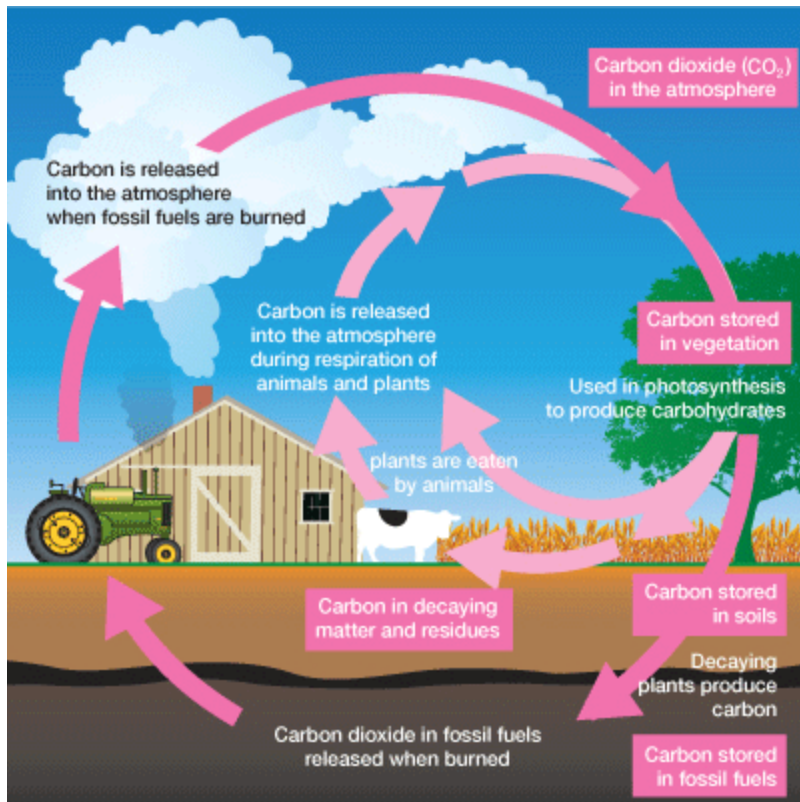 Carbon dioxide (CO₂)
in the atmosphere
Carbon is released
into the atmosphere
when fossil fuels are burned
Carbon is released
into the atmosphere
during respiration of
animals and plants
Carbon stored
in vegetation
Used in photosynthesis
to produce carbohydrates
plants are eaten
by animals
Carbon in decaying
matter and residues
Carbon stored
in soils
Decaying
plants produce
carbon
Carbon dioxide in fossil fuels
released when burned
Carbon stored
in fossil fuels